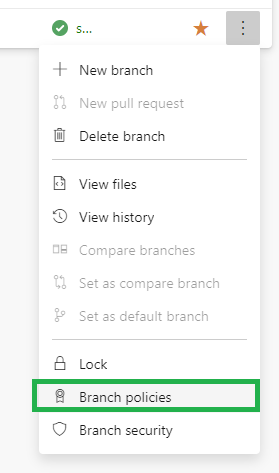 s...
New branch
New pull request
Delete branch
View files
View history
Compare branches
Set as compare branch
Set as default branch
Lock
Branch policies
Branch security